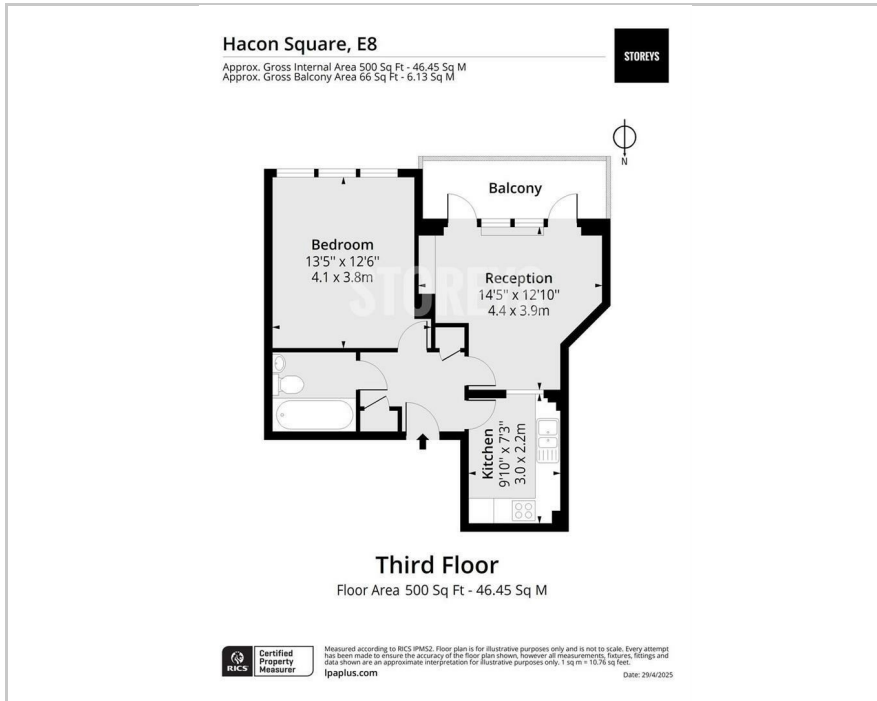 Hacon Square, E8
Approx. Gross Internal Area 500 Sq Ft - 46.45 Sq M
Approx. Gross Balcony Area 66 Sq Ft - 6.13 Sq M
STOREYS
N
Balcony
Bedroom
13'5" x 12'6"
4.1 x 3.8m
Reception
14'5" x 12'10"
4.4 x 3.9m
STOREYS
Kitchen
9'10" x 7'3"
3.0 x 2.2m
Third Floor
Floor Area 500 Sq Ft - 46.45 Sq M
RICS
Certified
Property
Measurer
Measured according to RICS IPMS2. Floor plan is for illustrative purposes only and is not to scale. Every attempt
has been made to ensure the accuracy of the floor plan shown, however all measurements, fixtures, fittings and
data shown are an approximate interpretation for illustrative purposes only. 1 sq m = 10.76 sq feet.
lpaplus.com
Date: 29/4/2025